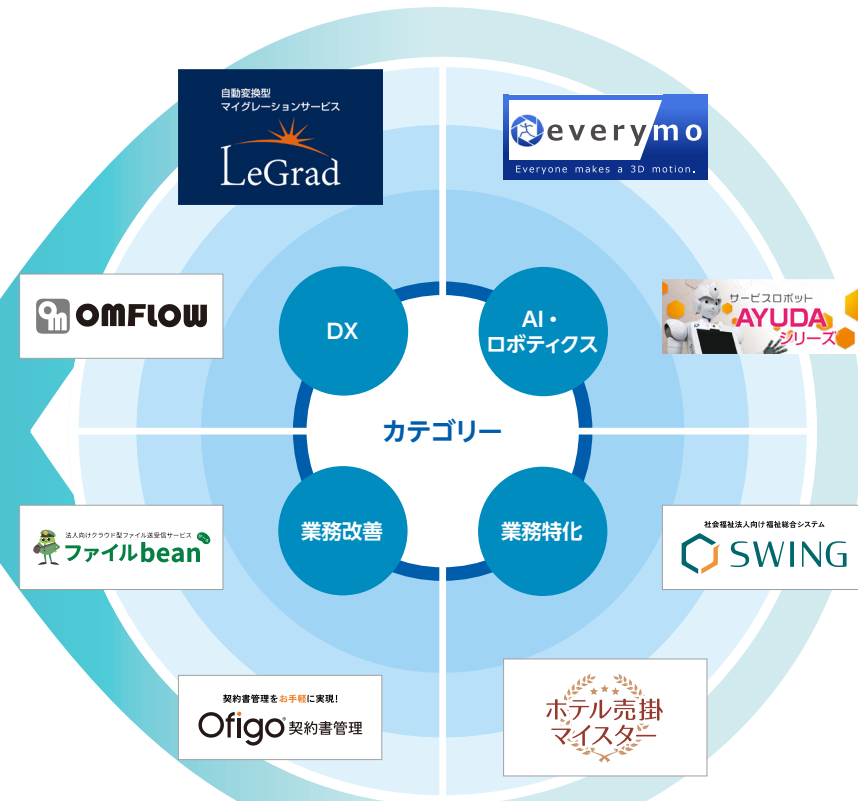 自動変換型
マイグレーションサービス
LeGrad
everymo
Everyone makes a 3D motion.
OMFLOW
サービスロボット
AYUDA
シリーズ
DX
AI・
ロボティクス
カテゴリー
業務改善
業務特化
法人向けクラウド型ファイル送受信サービス
ファイルbean
社会福祉法人向け福祉総合システム
SWING
契約書管理をお手軽に実現!
Ofigo契約書管理
ホテル売掛
マイスター